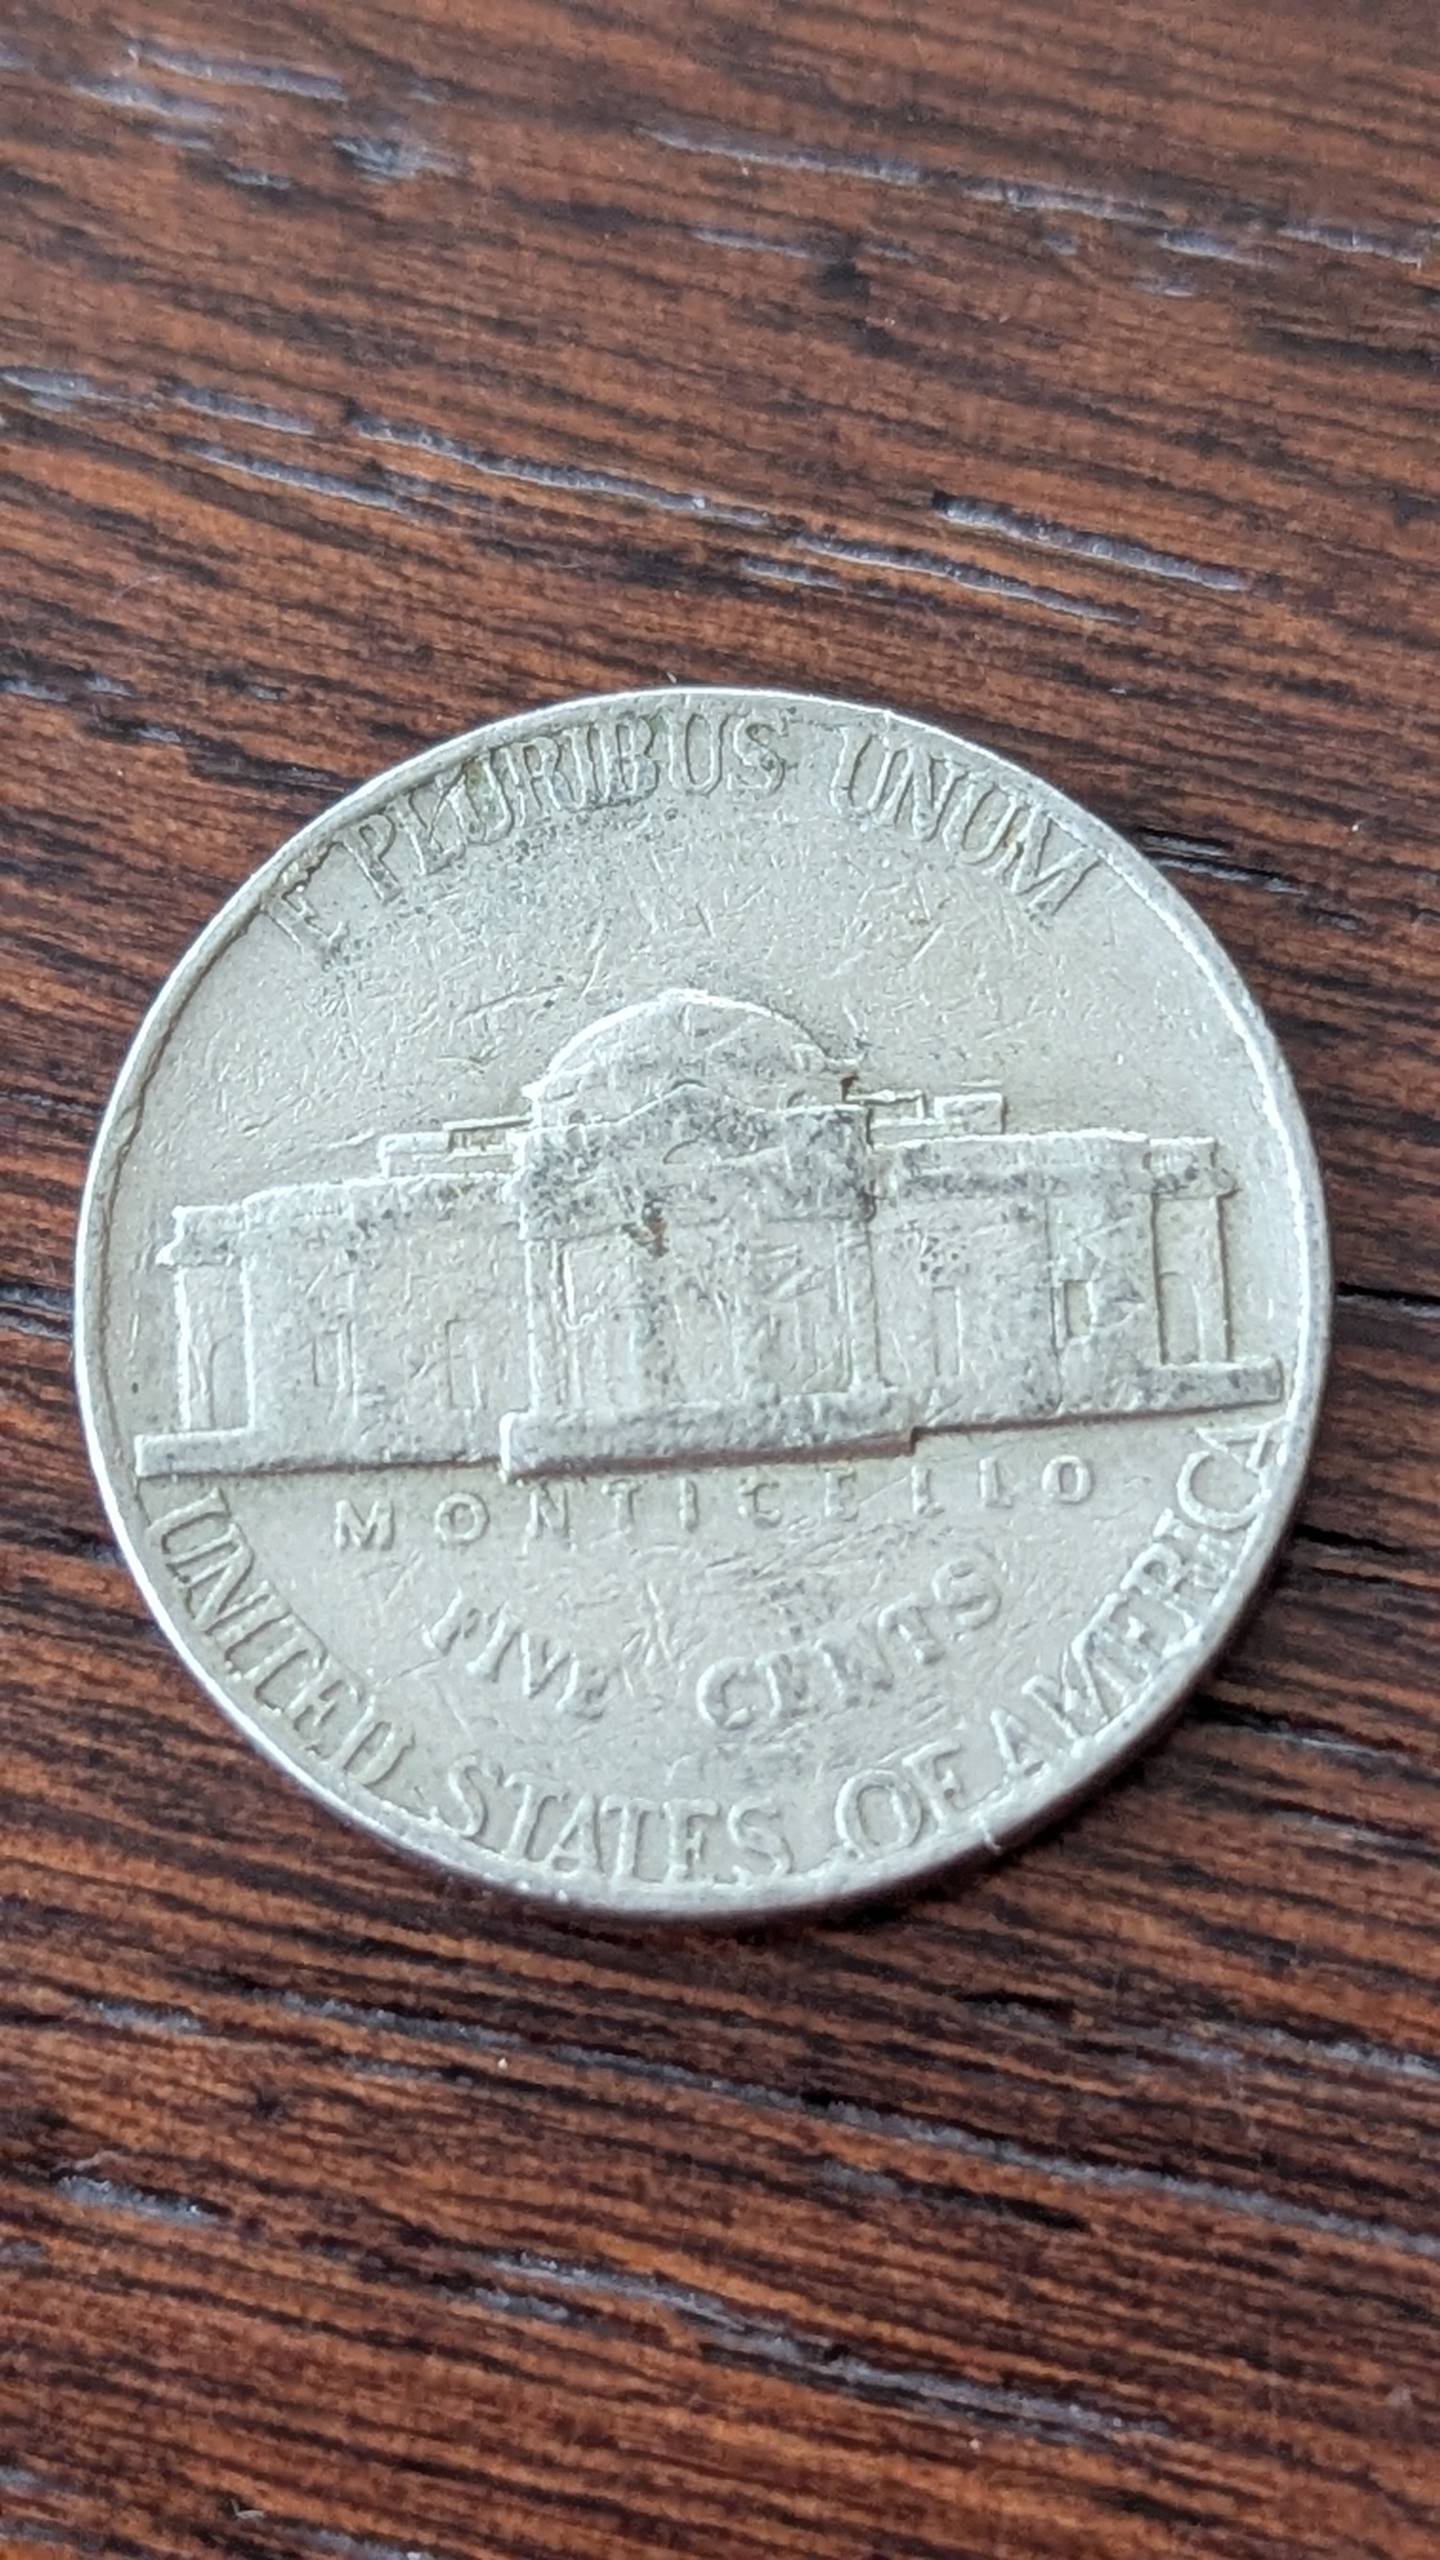 E PLURIBUS UNUM
MONTICELLO
FIVE CENTS
UNITED STATES OF AMERICA